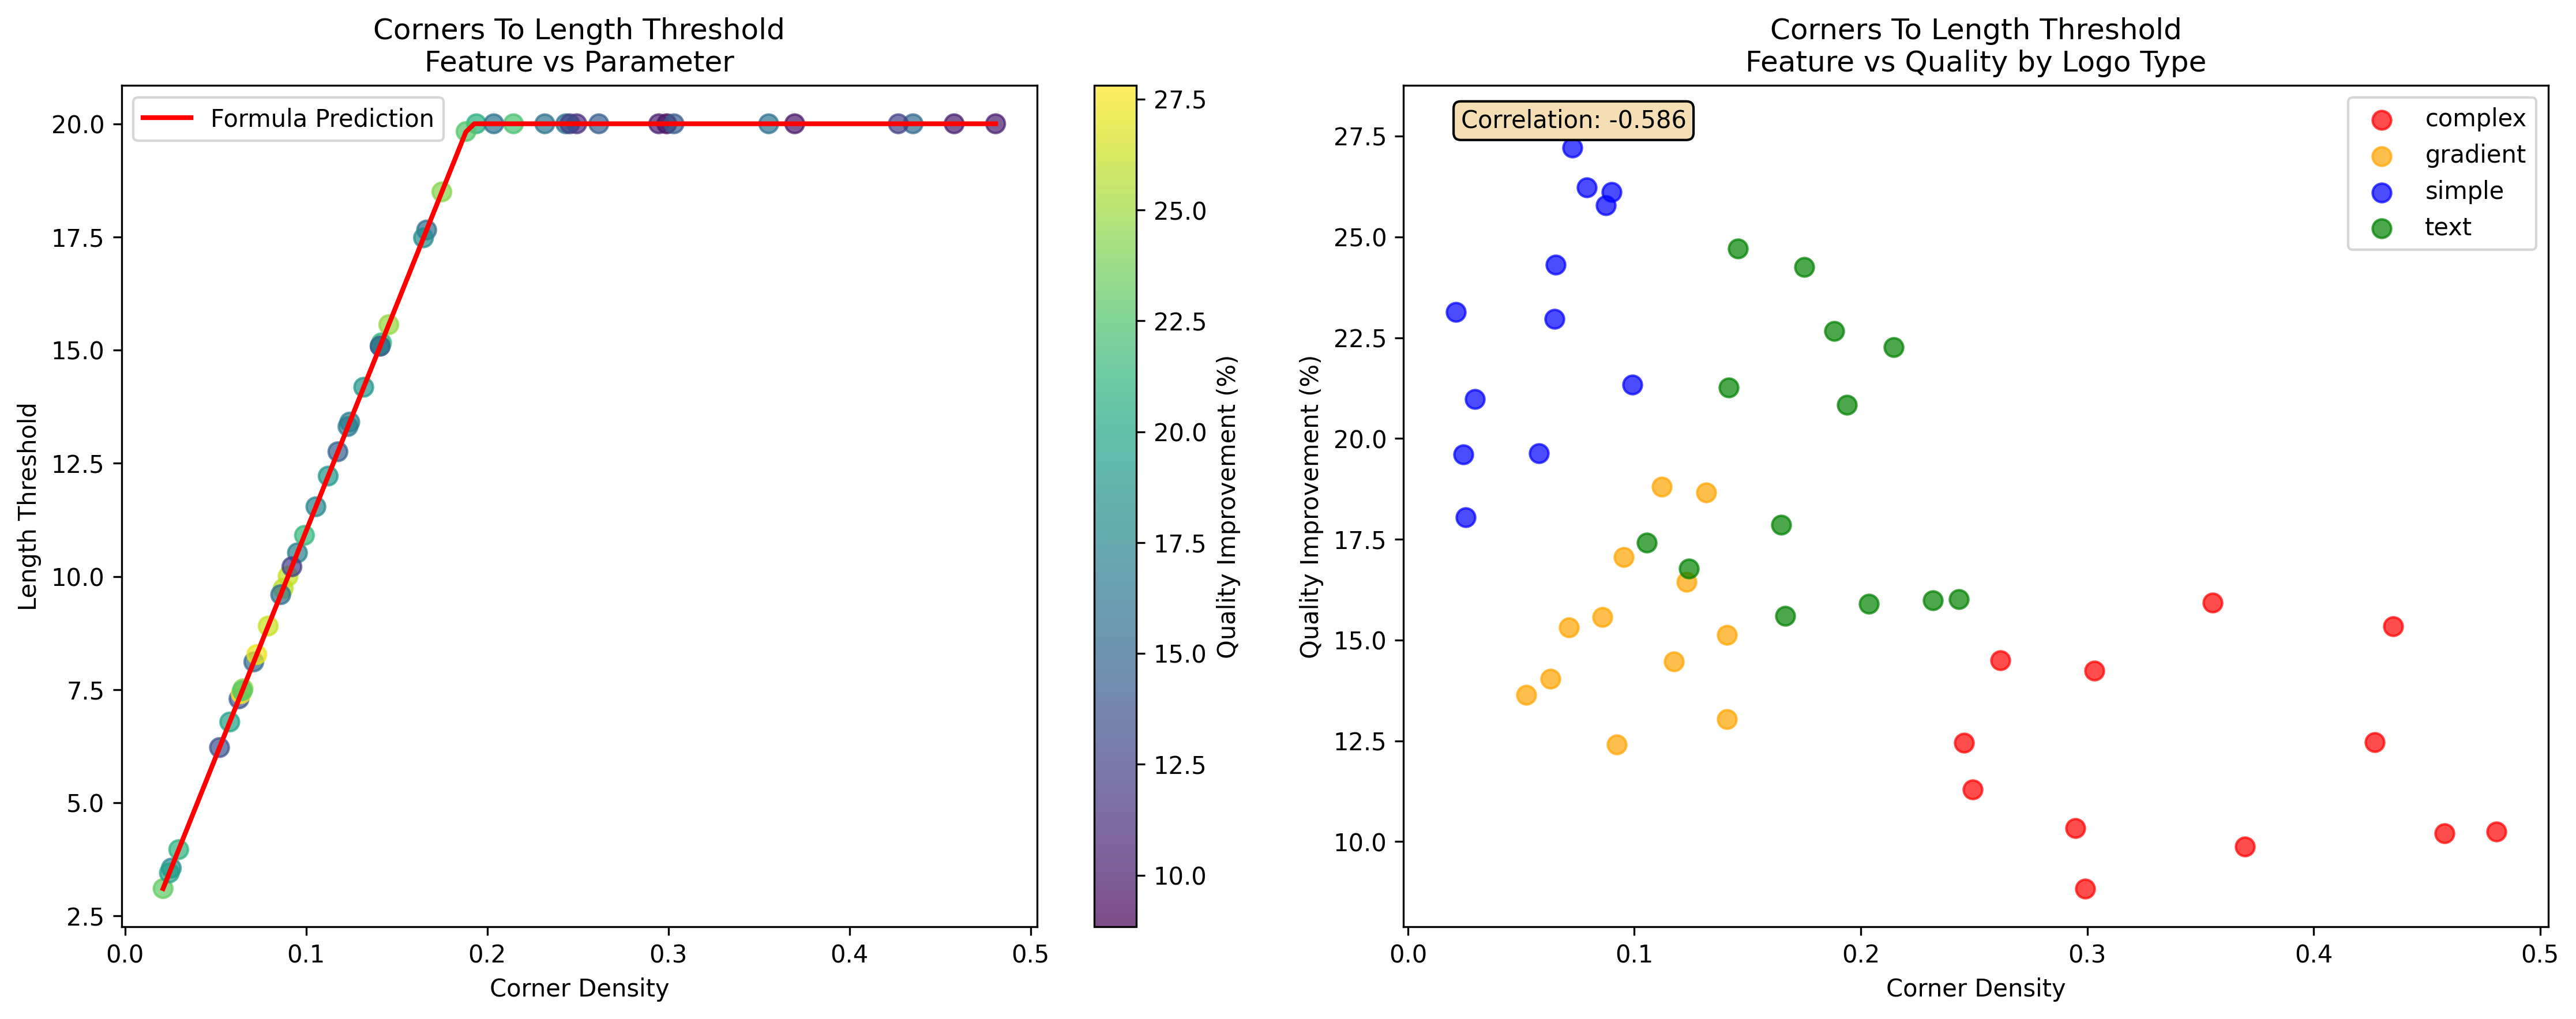 Corners To Length Threshold
Feature vs Parameter
Formula Prediction
20.0
17.5
15.0
12.5
10.0
7.5
5.0
2.5
Length Threshold
0.0
0.1
0.2
0.3
0.4
0.5
Corner Density
27.5
25.0
22.5
20.0
17.5
15.0
12.5
10.0
Quality Improvement (%)
Corners To Length Threshold
Feature vs Quality by Logo Type
Correlation: -0.586
complex
gradient
simple
text
27.5
25.0
22.5
20.0
17.5
15.0
12.5
10.0
Quality Improvement (%)
0.0
0.1
0.2
0.3
0.4
0.5
Corner Density